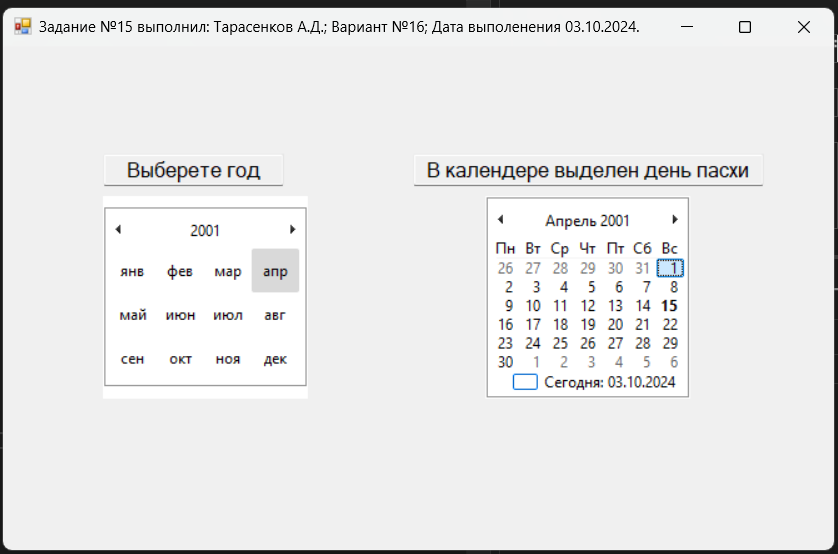 Задание №15 выполнил: Тарасенков А.Д.; Вариант №16; Дата выполенения 03.10.2024.
Выберете год
2001
янв фев мар апр
май июн июл авг
сен окт ноя дек
В календере выделен день пасхи
Апрель 2001
Пн Вт Ср Чт Пт Сб Вс
26 27 28 29 30 31 1
2 3 4 5 6 7 8
9 10 11 12 13 14 15
16 17 18 19 20 21 22
23 24 25 26 27 28 29
30 1 2 3 4 5 6
Сегодня: 03.10.2024